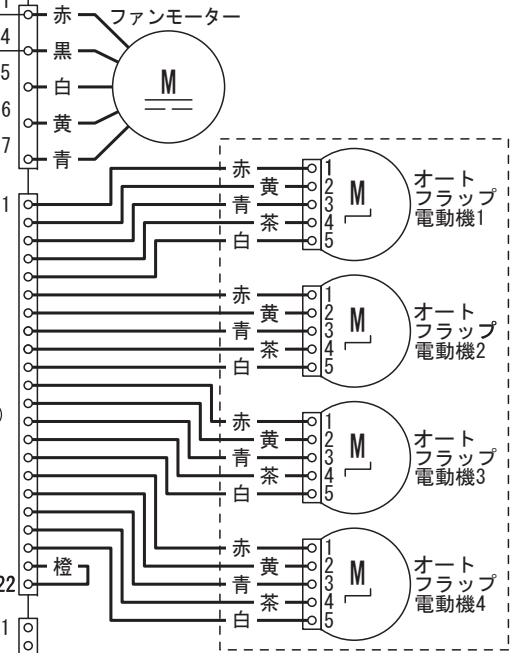 1
赤
ファンモーター
4
黒
5
白
M
6
黄
7
青
1
赤 1
黄 2
青 3
茶 4
白 5
M
オート
フラップ
電動機1
赤 1
黄 2
青 3
茶 4
白 5
M
オート
フラップ
電動機2
)
赤 1
黄 2
青 3
茶 4
白 5
M
オート
フラップ
電動機3
赤 1
黄 2
青 3
茶 4
白 5
M
オート
フラップ
電動機4
橙
22
1